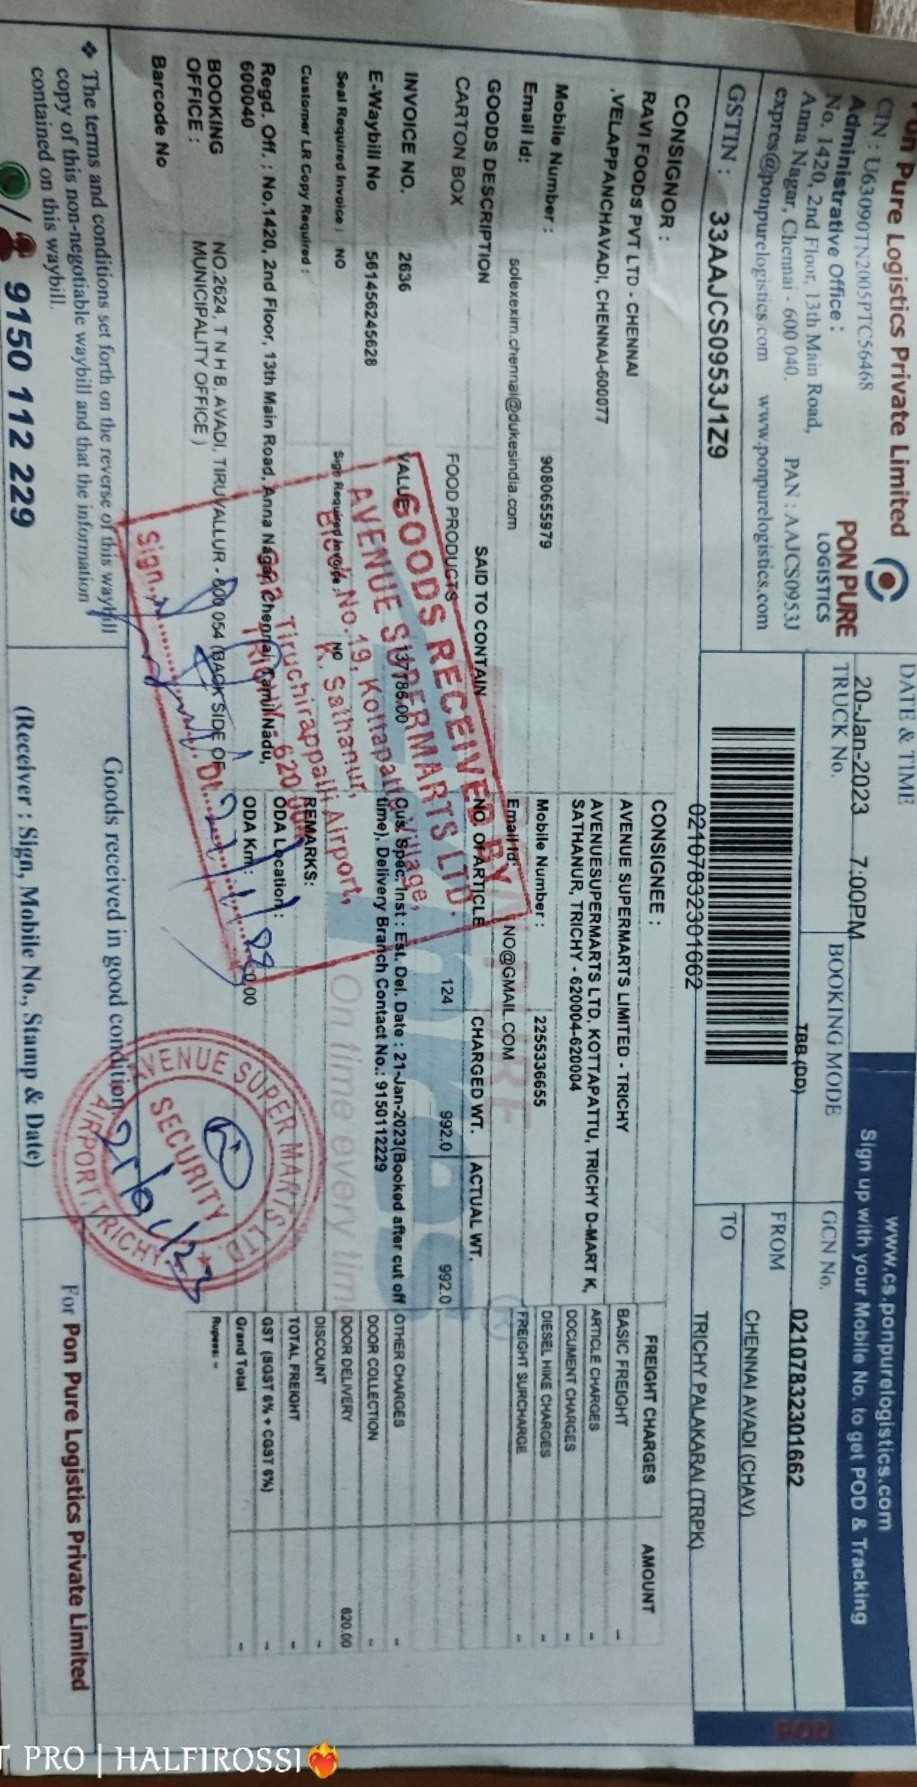 on Pure Logistics Private Limited
CIN : U63090TN2005PTC56468
Administrative Office :
No. 1420, 2nd Floor, 13th Main Road,
Anna Nagar, Chennai - 600 040. PAN : AAJCS0953J
expres@ponpurelogistics.com www.ponpurelogistics.com
GSTIN : 33AAJCS0953J1Z9
PON PURE
LOGISTICS
DATE & TIME
20-Jan-2023 7:00PM
TRUCK No.
BOOKING MODE
TBB (DD)
www.cs.ponpurelogistics.com
Sign up with your Mobile No. to get POD & Tracking
GCN No. 02107832301662
FROM CHENNAI AVADI (CHAV)
TO TRICHY PALAKARAI (TRPK)
02107832301662
CONSIGNOR :
RAVI FOODS PVT LTD - CHENNAI
,VELAPPANCHAVADI, CHENNAI-600077
Mobile Number : 9080655979
Email Id: solexexim.chennai@dukesindia.com
CONSIGNEE :
AVENUE SUPERMARTS LIMITED - TRICHY
AVENUESUPERMARTS LTD, KOTTAPATTU, TRICHY D-MART K,
SATHANUR, TRICHY - 620004-620004
Mobile Number : 2255336655
Email Id: NO@GMAIL.COM
GOODS DESCRIPTION SAID TO CONTAIN NO. OF ARTICLE CHARGED WT. ACTUAL WT.
CARTON BOX FOOD PRODUCTS 124 992.0 992.0
INVOICE NO. 2636 VALUE 137786.00
E-Waybill No 561456245628
Cus. Spec. Inst : Est. Del. Date : 21-Jan-2023(Booked after cut off
time), Delivery Branch Contact No.: 9150112229
Seal Required Invoice : NO Sign Required Invoice : NO
Customer LR Copy Required :
REMARKS:
Regd. Off. : No.1420, 2nd Floor, 13th Main Road, Anna Nagar, Chennai, Tamil Nadu,
600040
ODA Location :
ODA Km : 0.00
BOOKING OFFICE : NO.2624, T N H B, AVADI, TIRUVALLUR - 600 054 (BACK SIDE OF
MUNICIPALITY OFFICE )
Barcode No
FREIGHT CHARGES AMOUNT
BASIC FREIGHT -
ARTICLE CHARGES -
DOCUMENT CHARGES -
DIESEL HIKE CHARGES -
FREIGHT SURCHARGE -
OTHER CHARGES -
DOOR COLLECTION -
DOOR DELIVERY 620.00
DISCOUNT -
TOTAL FREIGHT -
GST (SGST 6% + CGST 6%) -
Grand Total -
Rupees: -
GOODS RECEIVED BY
AVENUE SUPERMARTS LTD.
Block No. 19, Kottapattu Village,
K. Sathanur,
Tiruchirappalli Airport,
Sign.
On time every time
AVENUE SUPER MARTS LTD.
SECURITY
AIRPORT, TRICHY
❖ The terms and conditions set forth on the reverse of this waybill
copy of this non-negotiable waybill and that the information
contained on this waybill.
9150 112 229
Goods received in good condition
(Receiver : Sign, Mobile No., Stamp & Date)
For Pon Pure Logistics Private Limited
T PRO | HALFIROSSI❤️‍🔥